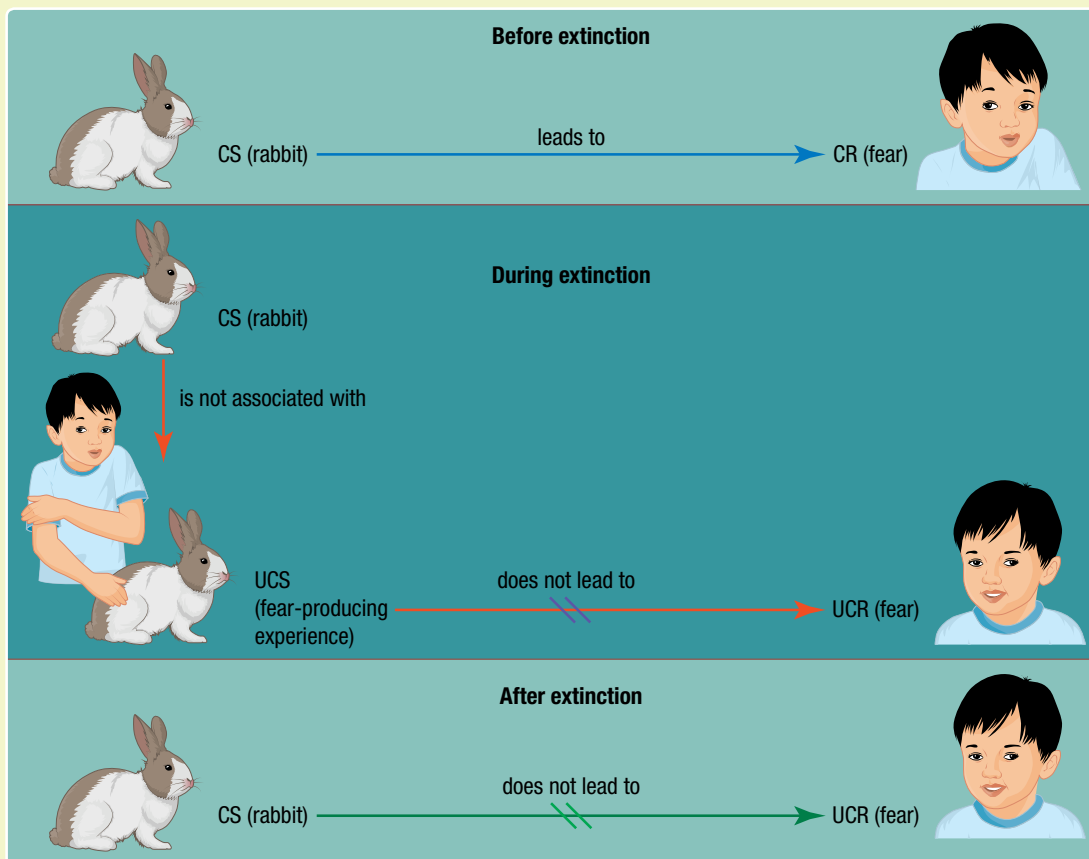 Before extinction
leads to
CS (rabbit)
CR (fear)
During extinction
CS (rabbit)
is not associated with
UCS
(fear-producing
experience)
does not lead to
UCR (fear)
After extinction
does not lead to
CS (rabbit)
UCR (fear)